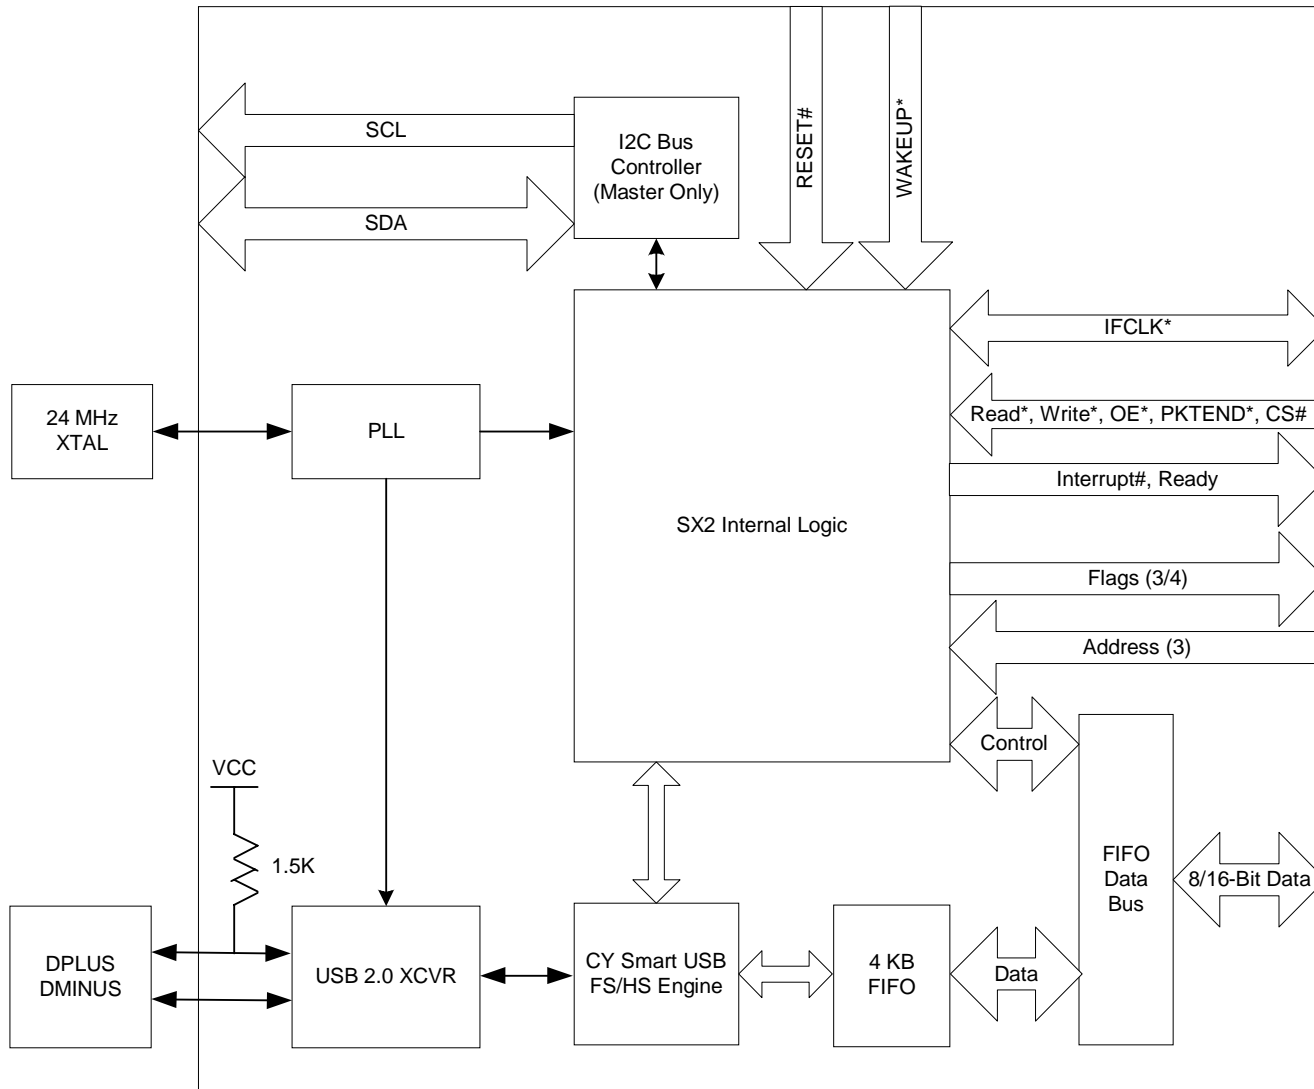 SCL
I2C Bus
Controller
(Master Only)
RESET#
WAKEUP*
SDA
IFCLK*
24 MHz
XTAL
PLL
Read*, Write*, OE*, PKTEND*, CS#
Interrupt#, Ready
SX2 Internal Logic
Flags (3/4)
Address (3)
Control
VCC
1.5K
FIFO
Data
Bus
8/16-Bit Data
DPLUS
DMINUS
USB 2.0 XCVR
CY Smart USB
FS/HS Engine
4 KB
FIFO
Data